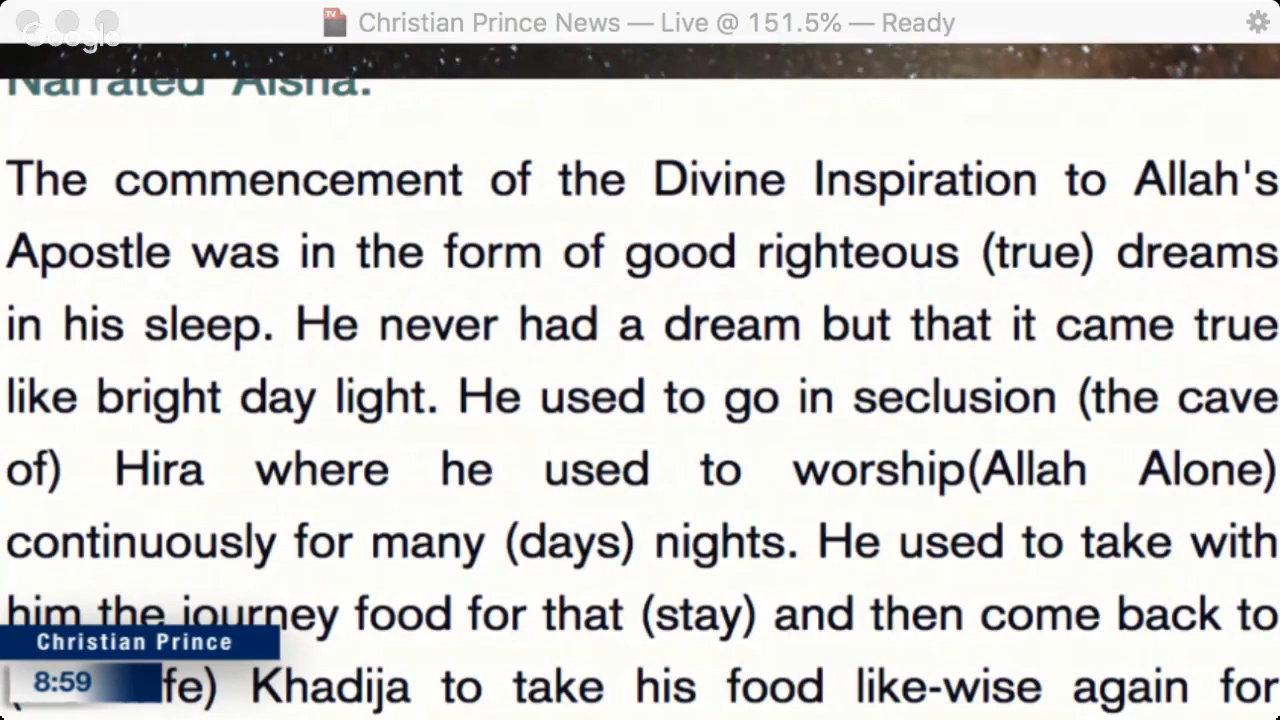 Christian Prince News — Live @ 151.5% — Ready
Google
Narrated 'Aisha:
The commencement of the Divine Inspiration to Allah's
Apostle was in the form of good righteous (true) dreams
in his sleep. He never had a dream but that it came true
like bright day light. He used to go in seclusion (the cave
of) Hira where he used to worship(Allah Alone)
continuously for many (days) nights. He used to take with
him the journey food for that (stay) and then come back to
fe) Khadija to take his food like-wise again for
Christian Prince
8:59